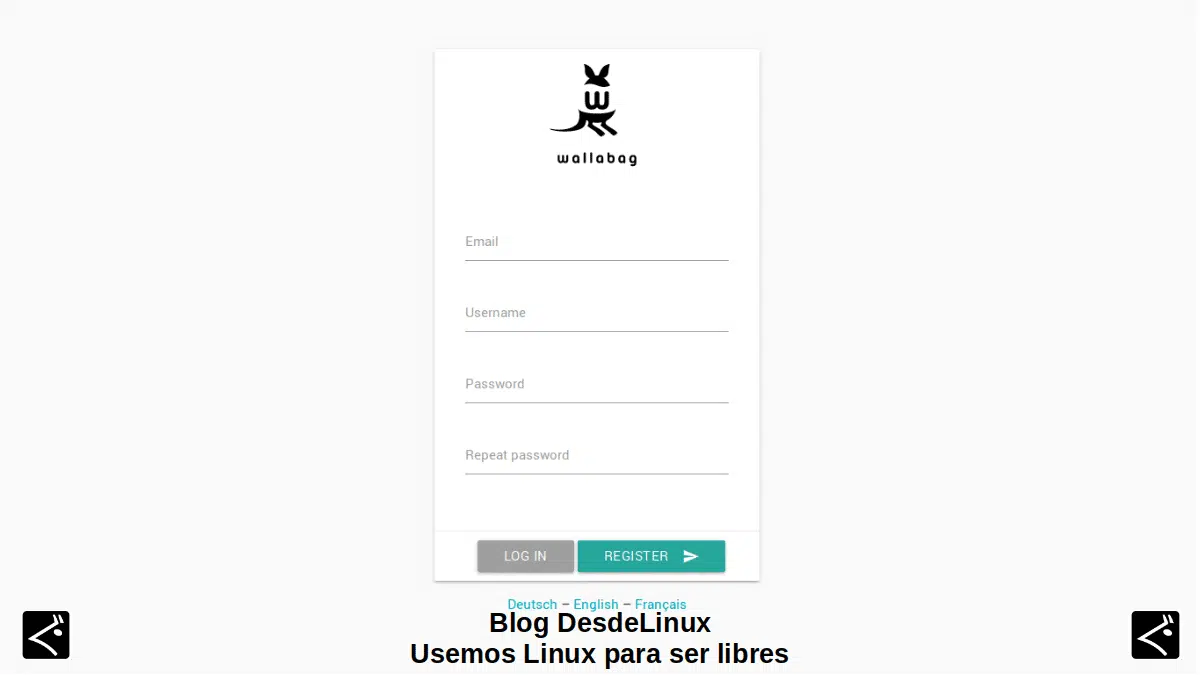 w
wallabag
Email
Username
Password
Repeat password
LOG IN REGISTER
Deutsch – English – Français
Blog DesdeLinux
Usemos Linux para ser libres